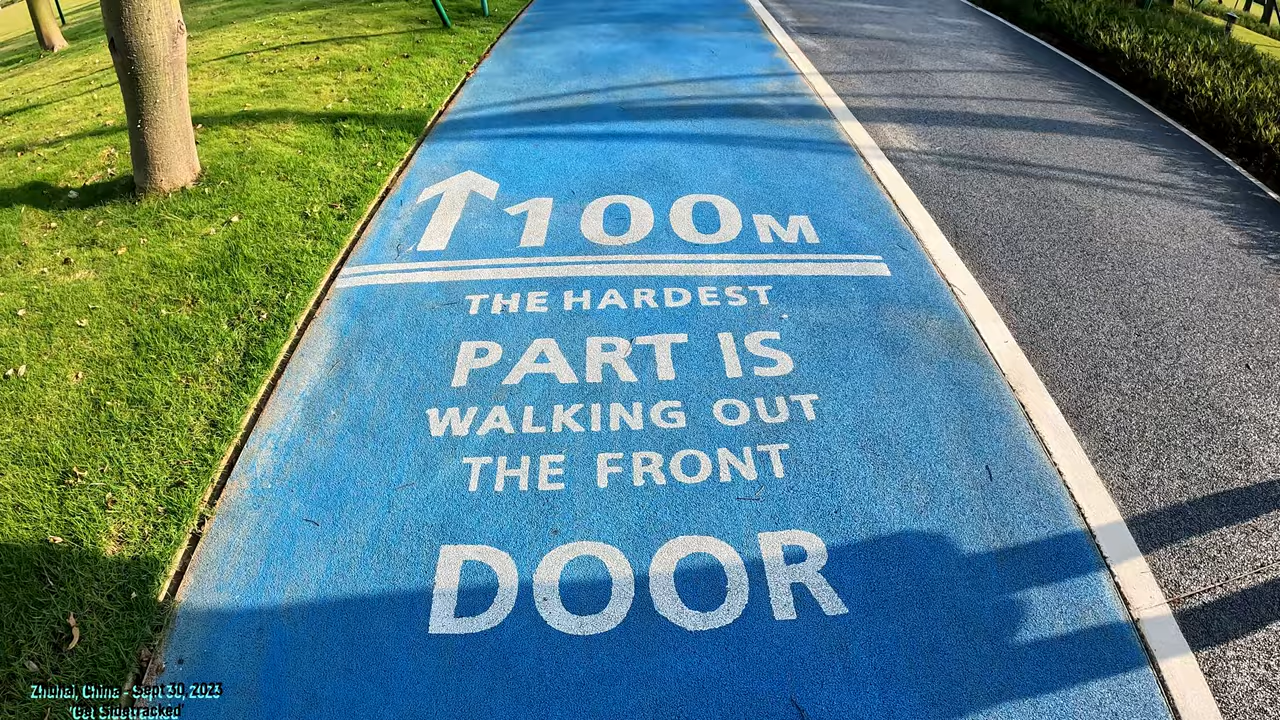 ↑100M
THE HARDEST
PART IS
WALKING OUT
THE FRONT
DOOR
Zhuhai, China - Sept 30, 2023
'Get Sidetracked'